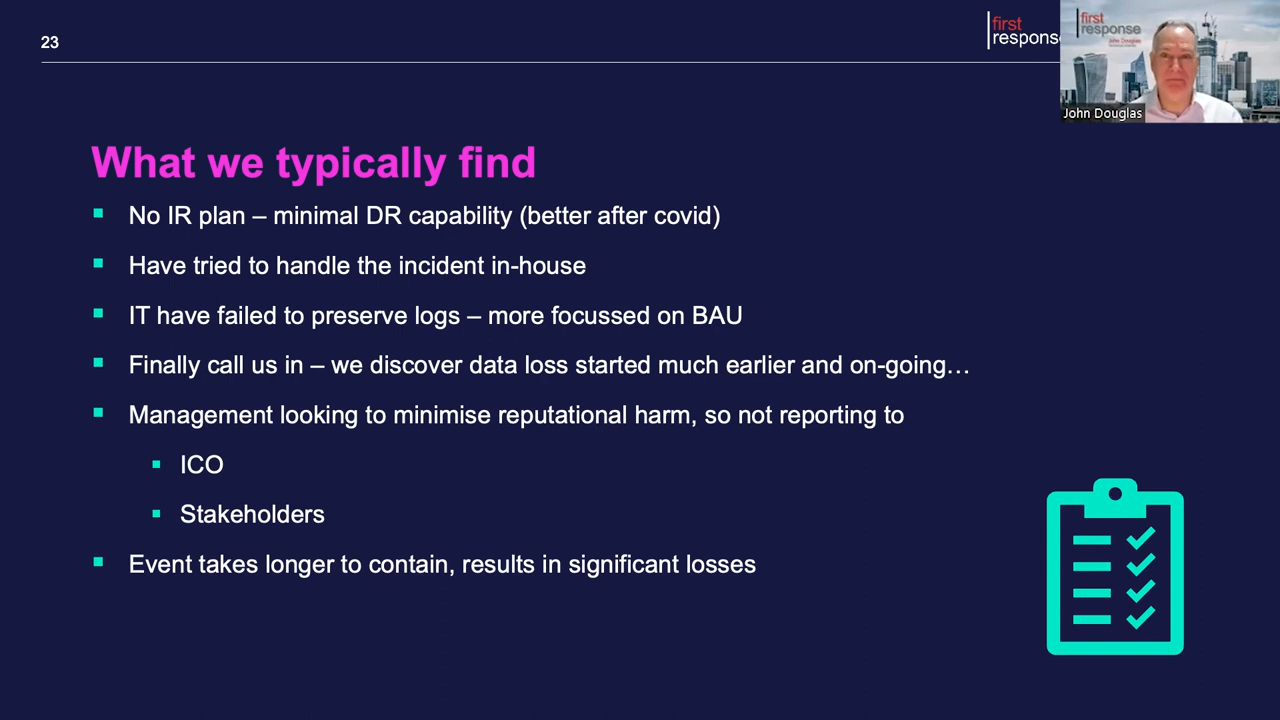 23
first
response
first
response
John Douglas
John Douglas
What we typically find
No IR plan – minimal DR capability (better after covid)
Have tried to handle the incident in-house
IT have failed to preserve logs – more focussed on BAU
Finally call us in – we discover data loss started much earlier and on-going…
Management looking to minimise reputational harm, so not reporting to
ICO
Stakeholders
Event takes longer to contain, results in significant losses